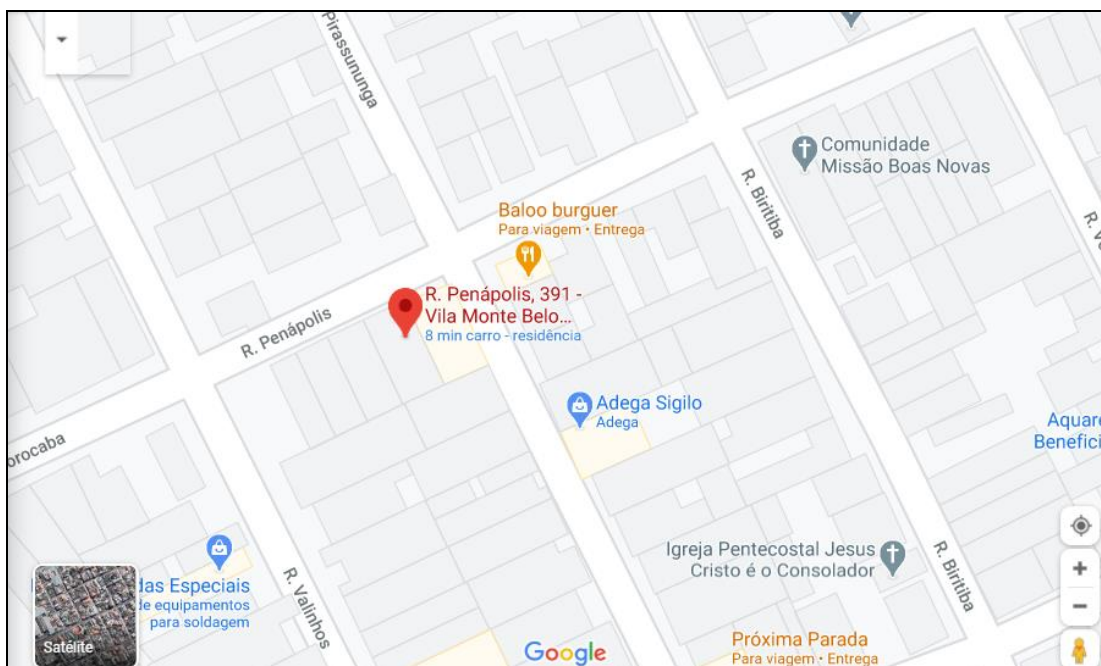 Pirassununga
Comunidade
Missão Boas Novas
R. Biritiba
Baloo burguer
Para viagem • Entrega
R. Penápolis, 391 -
Vila Monte Belo...
8 min carro - residência
R. Penápolis
Adega Sigilo
Adega
orocaba
Aquare
Benefici
Igreja Pentecostal Jesus
Cristo é o Consolador
R. Biritiba
das Especiais
de equipamentos
para soldagem
R. Valinhos
Satélite
Google
Próxima Parada
Para viagem • Entrega